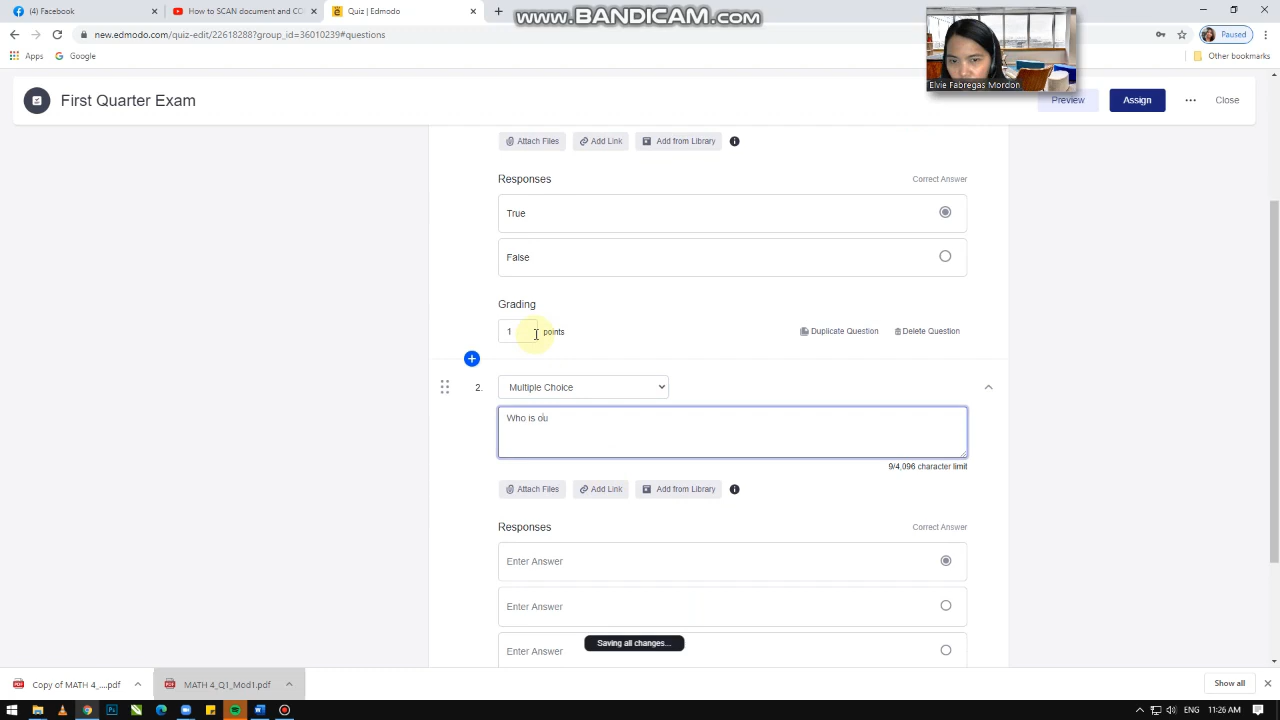 Facebook
How to SCAN document and CC
Quiz | Edmodo
www.BANDICAM.com
new.edmodo.com/quiz-edit/22618830?groupId=36010239#questions
Paused
Apps
Google
Other bookmarks
Elvie Fabregas Mordon
First Quarter Exam
Preview
Assign
Close
Attach Files
Add Link
Add from Library
Responses
Correct Answer
True
False
Grading
1
points
Duplicate Question
Delete Question
2.
Multiple Choice
Who is ou
9/4,096 character limit
Attach Files
Add Link
Add from Library
Responses
Correct Answer
Enter Answer
Enter Answer
Enter Answer
Saving all changes...
Copy of MATH 4_....pdf
MATH 4_Q1_Mod1.pdf
Show all
ENG
11:26 AM